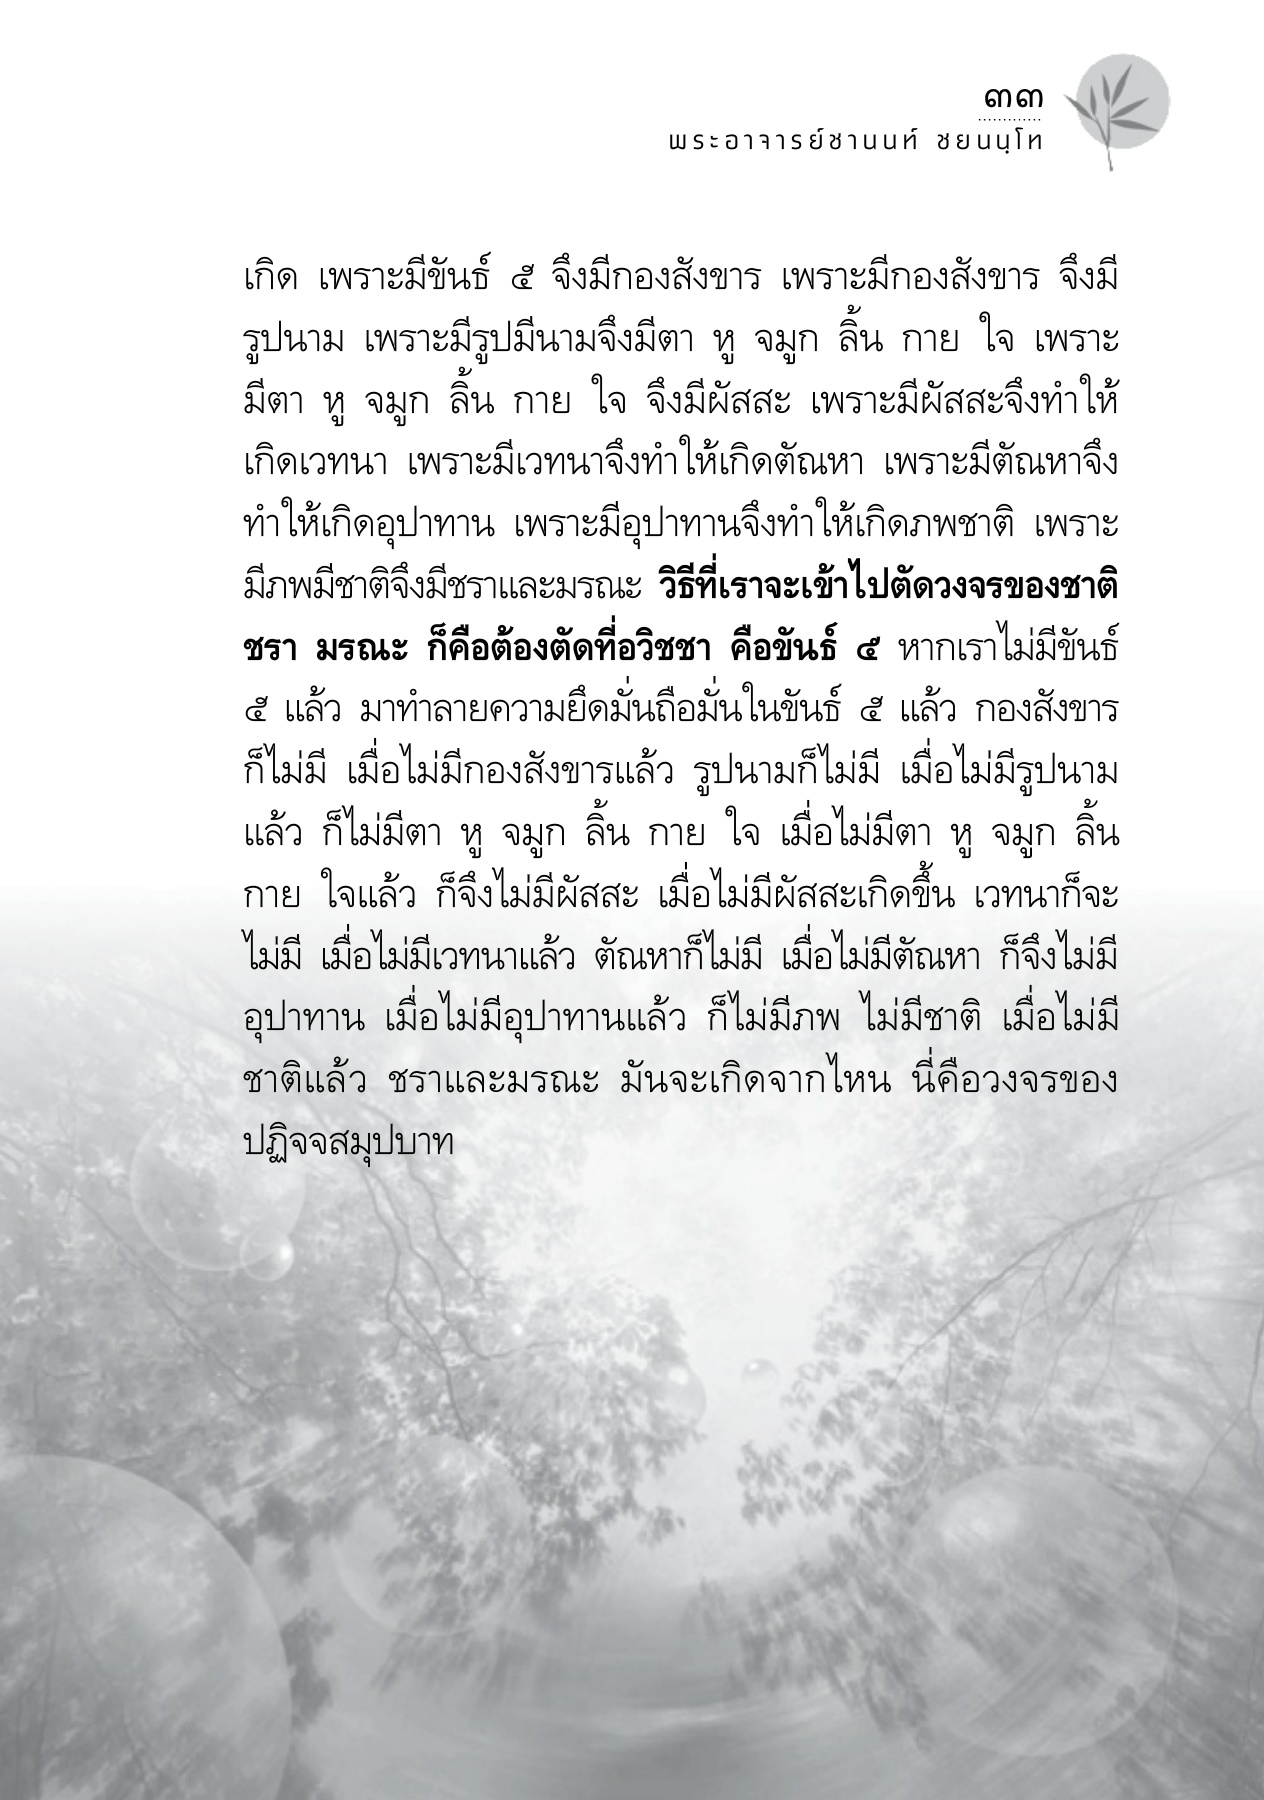 ๓๓
พระอาจารย์ชานนท์ ชยนนฺโท
เกิด เพราะมีขันธ์ ๕ จึงมีกองสังขาร เพราะมีกองสังขาร จึงมี
รูปนาม เพราะมีรูปมีนามจึงมีตา หู จมูก ลิ้น กาย ใจ เพราะ
มีตา หู จมูก ลิ้น กาย ใจ จึงมีผัสสะ เพราะมีผัสสะจึงทำให้
เกิดเวทนา เพราะมีเวทนาจึงทำให้เกิดตัณหา เพราะมีตัณหาจึง
ทำให้เกิดอุปาทาน เพราะมีอุปาทานจึงทำให้เกิดภพชาติ เพราะ
มีภพมีชาติจึงมีชราและมรณะ วิธีที่เราจะเข้าไปตัดวงจรของชาติ
ชรา มรณะ ก็คือต้องตัดที่อวิชชา คือขันธ์ ๕ หากเราไม่มีขันธ์
๕ แล้ว มาทำลายความยึดมั่นถือมั่นในขันธ์ ๕ แล้ว กองสังขาร
ก็ไม่มี เมื่อไม่มีกองสังขารแล้ว รูปนามก็ไม่มี เมื่อไม่มีรูปนาม
แล้ว ก็ไม่มีตา หู จมูก ลิ้น กาย ใจ เมื่อไม่มีตา หู จมูก ลิ้น
กาย ใจแล้ว ก็จึงไม่มีผัสสะ เมื่อไม่มีผัสสะเกิดขึ้น เวทนาก็จะ
ไม่มี เมื่อไม่มีเวทนาแล้ว ตัณหาก็ไม่มี เมื่อไม่มีตัณหา ก็จึงไม่มี
อุปาทาน เมื่อไม่มีอุปาทานแล้ว ก็ไม่มีภพ ไม่มีชาติ เมื่อไม่มี
ชาติแล้ว ชราและมรณะ มันจะเกิดจากไหน นี่คือวงจรของ
ปฏิจจสมุปบาท